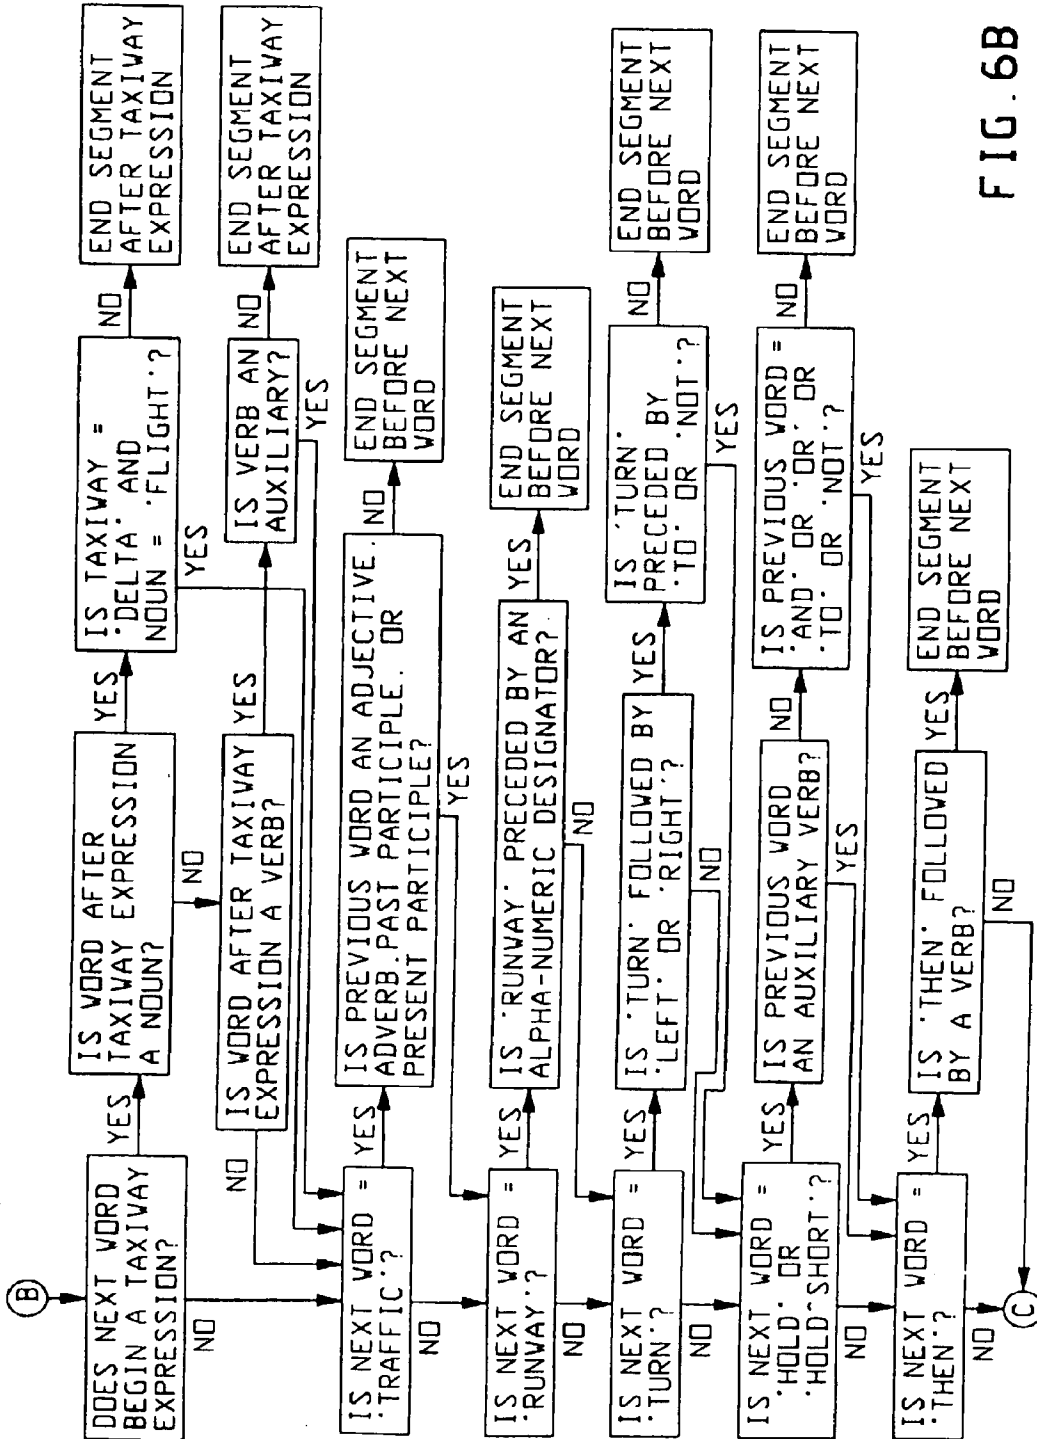 B
DOES NEXT WORD
BEGIN A TAXIWAY
EXPRESSION?
YES
NO
IS WORD AFTER
TAXIWAY EXPRESSION
A NOUN?
YES
NO
IS TAXIWAY =
'DELTA' AND
NOUN = 'FLIGHT'?
NO
YES
END SEGMENT
AFTER TAXIWAY
EXPRESSION
IS WORD AFTER TAXIWAY
EXPRESSION A VERB?
YES
NO
IS VERB AN
AUXILIARY?
NO
YES
END SEGMENT
AFTER TAXIWAY
EXPRESSION
IS NEXT WORD =
'TRAFFIC'?
YES
NO
IS PREVIOUS WORD AN ADJECTIVE,
ADVERB, PAST PARTICIPLE, OR
PRESENT PARTICIPLE?
NO
YES
END SEGMENT
BEFORE NEXT
WORD
IS NEXT WORD =
'RUNWAY'?
YES
NO
IS 'RUNWAY' PRECEDED BY AN
ALPHA-NUMERIC DESIGNATOR?
YES
NO
END SEGMENT
BEFORE NEXT
WORD
IS NEXT WORD =
'TURN'?
YES
NO
IS 'TURN' FOLLOWED BY
'LEFT' OR 'RIGHT'?
YES
NO
IS 'TURN'
PRECEDED BY
'TO' OR 'NOT'?
NO
YES
END SEGMENT
BEFORE NEXT
WORD
IS NEXT WORD =
'HOLD' OR
'HOLD~SHORT'?
YES
NO
IS PREVIOUS WORD
AN AUXILIARY VERB?
NO
YES
IS PREVIOUS WORD =
'AND' OR 'OR' OR
'TO' OR 'NOT'?
NO
YES
END SEGMENT
BEFORE NEXT
WORD
IS NEXT WORD =
'THEN'?
YES
NO
IS 'THEN' FOLLOWED
BY A VERB?
YES
NO
END SEGMENT
BEFORE NEXT
WORD
C
FIG. 6B